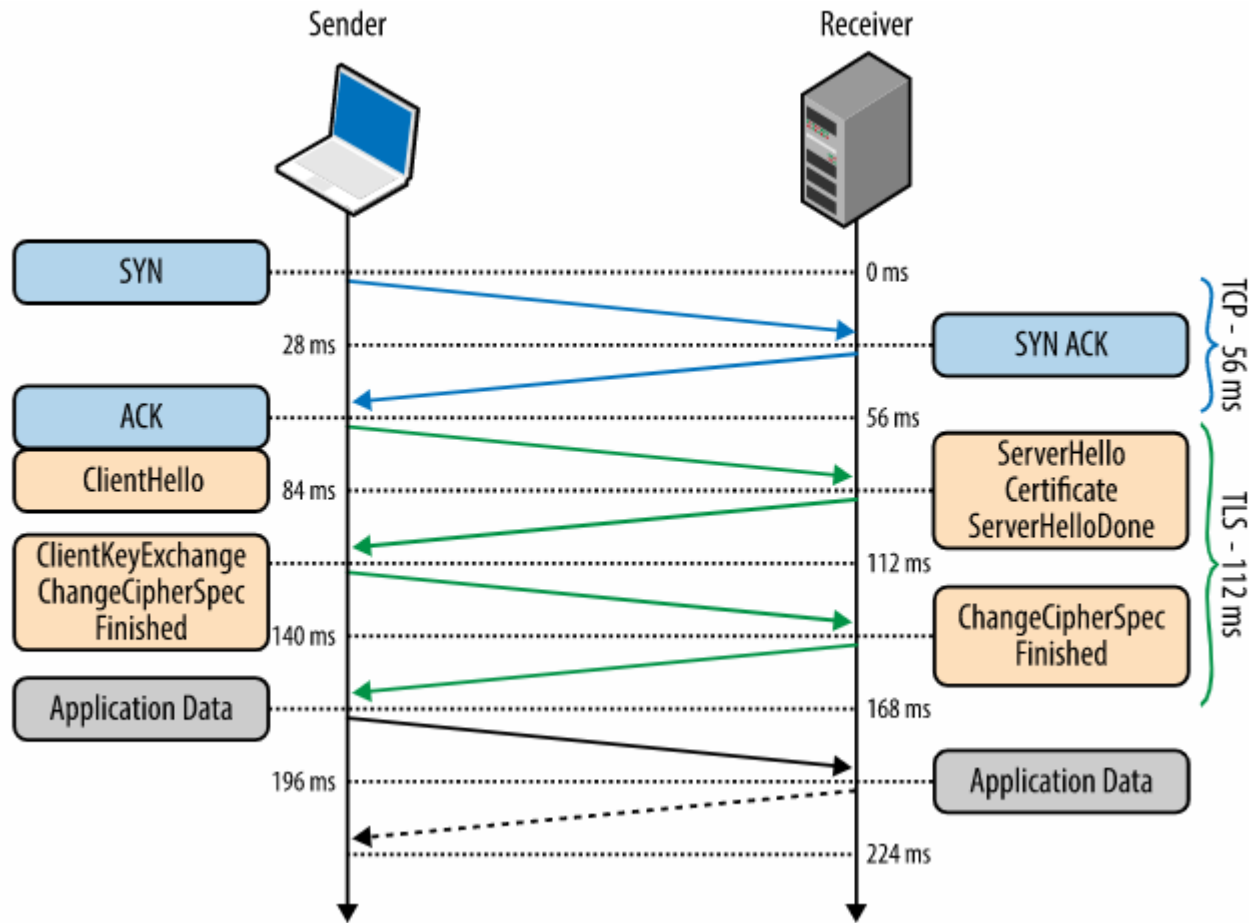 Sender
Receiver
SYN
0 ms
28 ms
SYN ACK
TCP - 56 ms
ACK
56 ms
ClientHello
84 ms
ServerHello
Certificate
ServerHelloDone
TLS - 112 ms
ClientKeyExchange
ChangeCipherSpec
Finished
112 ms
140 ms
ChangeCipherSpec
Finished
Application Data
168 ms
196 ms
Application Data
224 ms